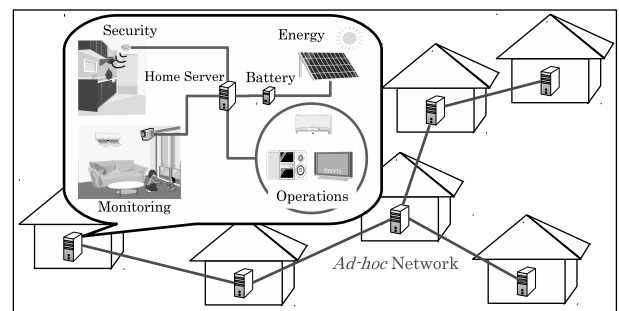 Security
Energy
Home Server
Battery
Monitoring
Operations
Ad-hoc Network